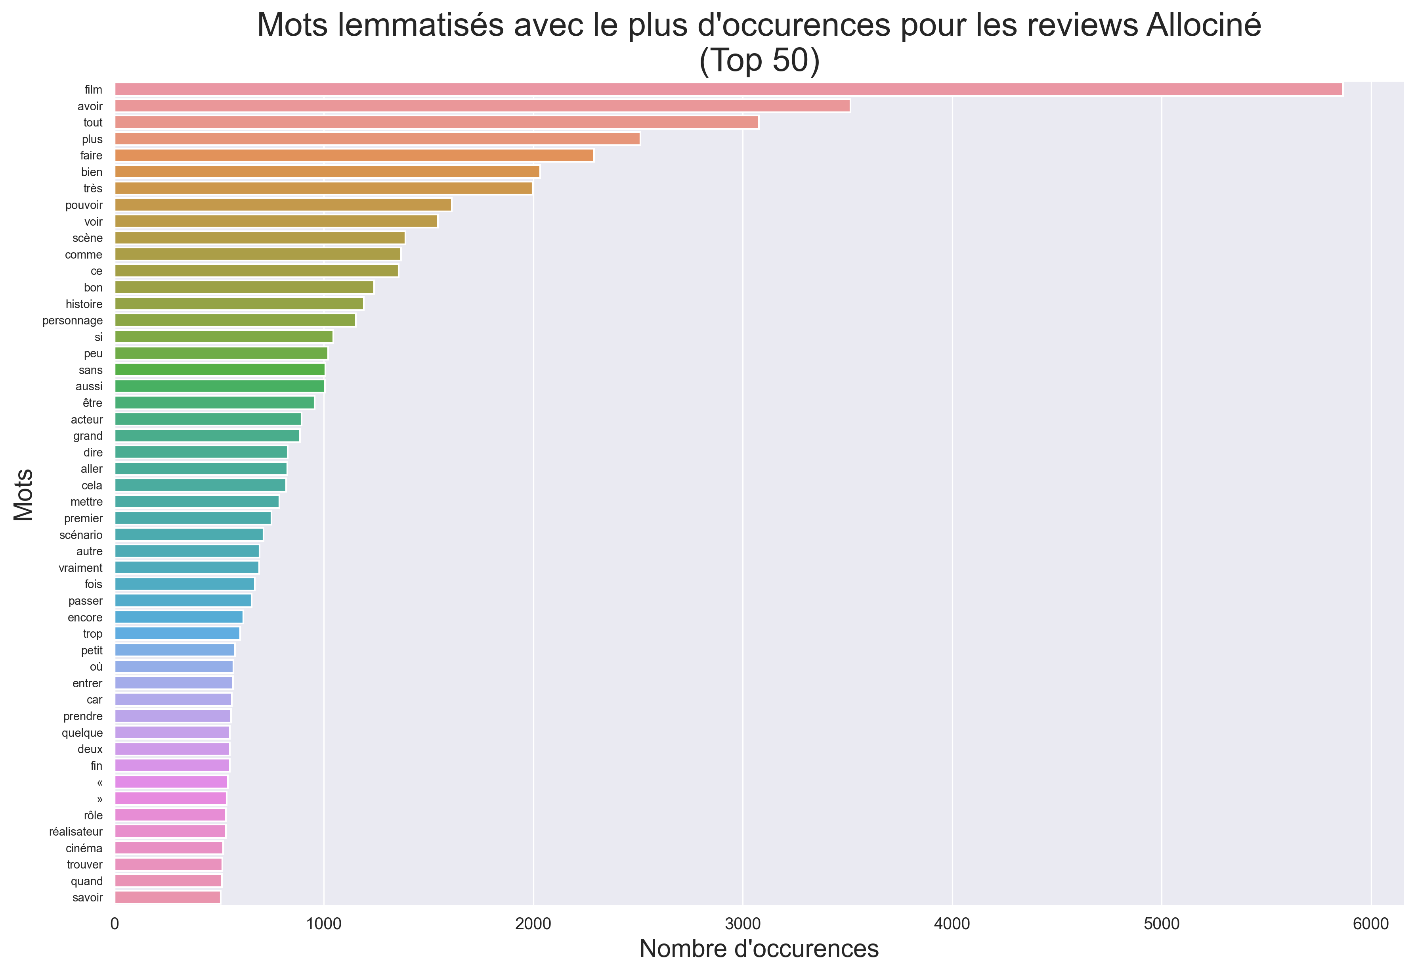 Mots lemmatisés avec le plus d'occurences pour les reviews Allociné
(Top 50)
film
avoir
tout
plus
faire
bien
très
pouvoir
voir
scène
comme
ce
bon
histoire
personnage
si
peu
sans
aussi
être
acteur
grand
dire
aller
cela
mettre
premier
scénario
autre
vraiment
fois
passer
encore
trop
petit
où
entrer
car
prendre
quelque
deux
fin
«
»
rôle
réalisateur
cinéma
trouver
quand
savoir
Mots
0 1000 2000 3000 4000 5000 6000
Nombre d'occurences